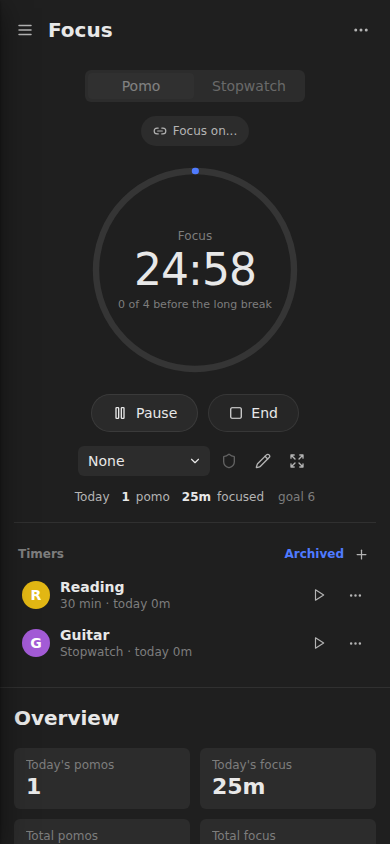 Focus
Pomo Stopwatch
Focus on...
Focus
24:58
0 of 4 before the long break
Pause End
None
Today 1 pomo 25m focused goal 6
Timers Archived
R Reading
30 min · today 0m
G Guitar
Stopwatch · today 0m
Overview
Today's pomos Today's focus
1 25m
Total pomos Total focus